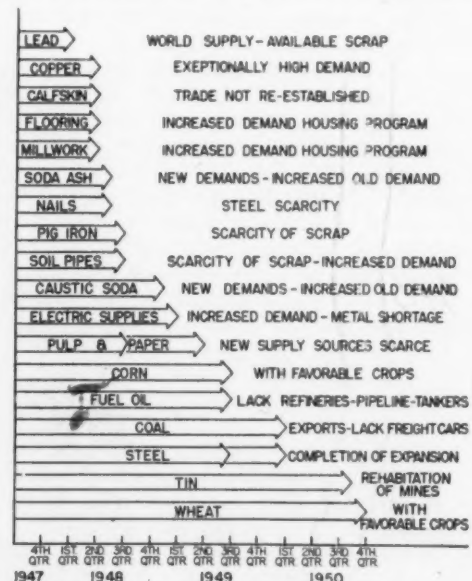 LEAD WORLD SUPPLY-AVAILABLE SCRAP
COPPER EXEPTIONALLY HIGH DEMAND
CALFSKIN TRADE NOT RE-ESTABLISHED
FLOORING INCREASED DEMAND HOUSING PROGRAM
MILLWORK INCREASED DEMAND HOUSING PROGRAM
SODA ASH NEW DEMANDS-INCREASED OLD DEMAND
NAILS STEEL SCARCITY
PIG IRON SCARCITY OF SCRAP
SOIL PIPES SCARCITY OF SCRAP-INCREASED DEMAND
CAUSTIC SODA NEW DEMANDS-INCREASED OLD DEMAND
ELECTRIC SUPPLIES INCREASED DEMAND-METAL SHORTAGE
PULP & PAPER NEW SUPPLY SOURCES SCARCE
CORN WITH FAVORABLE CROPS
FUEL OIL LACK REFINERIES-PIPELINE-TANKERS
COAL EXPORTS-LACK FREIGHT CARS
STEEL COMPLETION OF EXPANSION
TIN REHABITATION
OF MINES
WHEAT WITH
FAVORABLE CROPS
4TH. 1ST. 2ND 3RD 4TH. 1ST. 2ND 3RD 4TH. 1ST. 2ND 3RD 4TH.
QTR. QTR QTR QTR. QTR. QTR QTR QTR QTR. QTR. QTR QTR QTR.
1947 1948 1949 1950